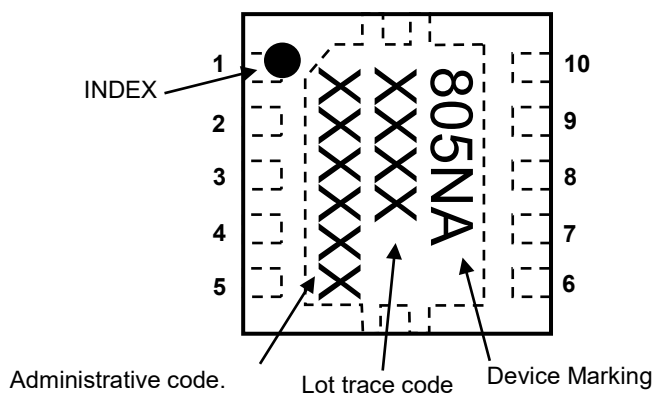 1
10
INDEX
2
9
3
8
4
7
5
6
XXXXXX
XXXX
805NA
Administrative code.
Lot trace code
Device Marking